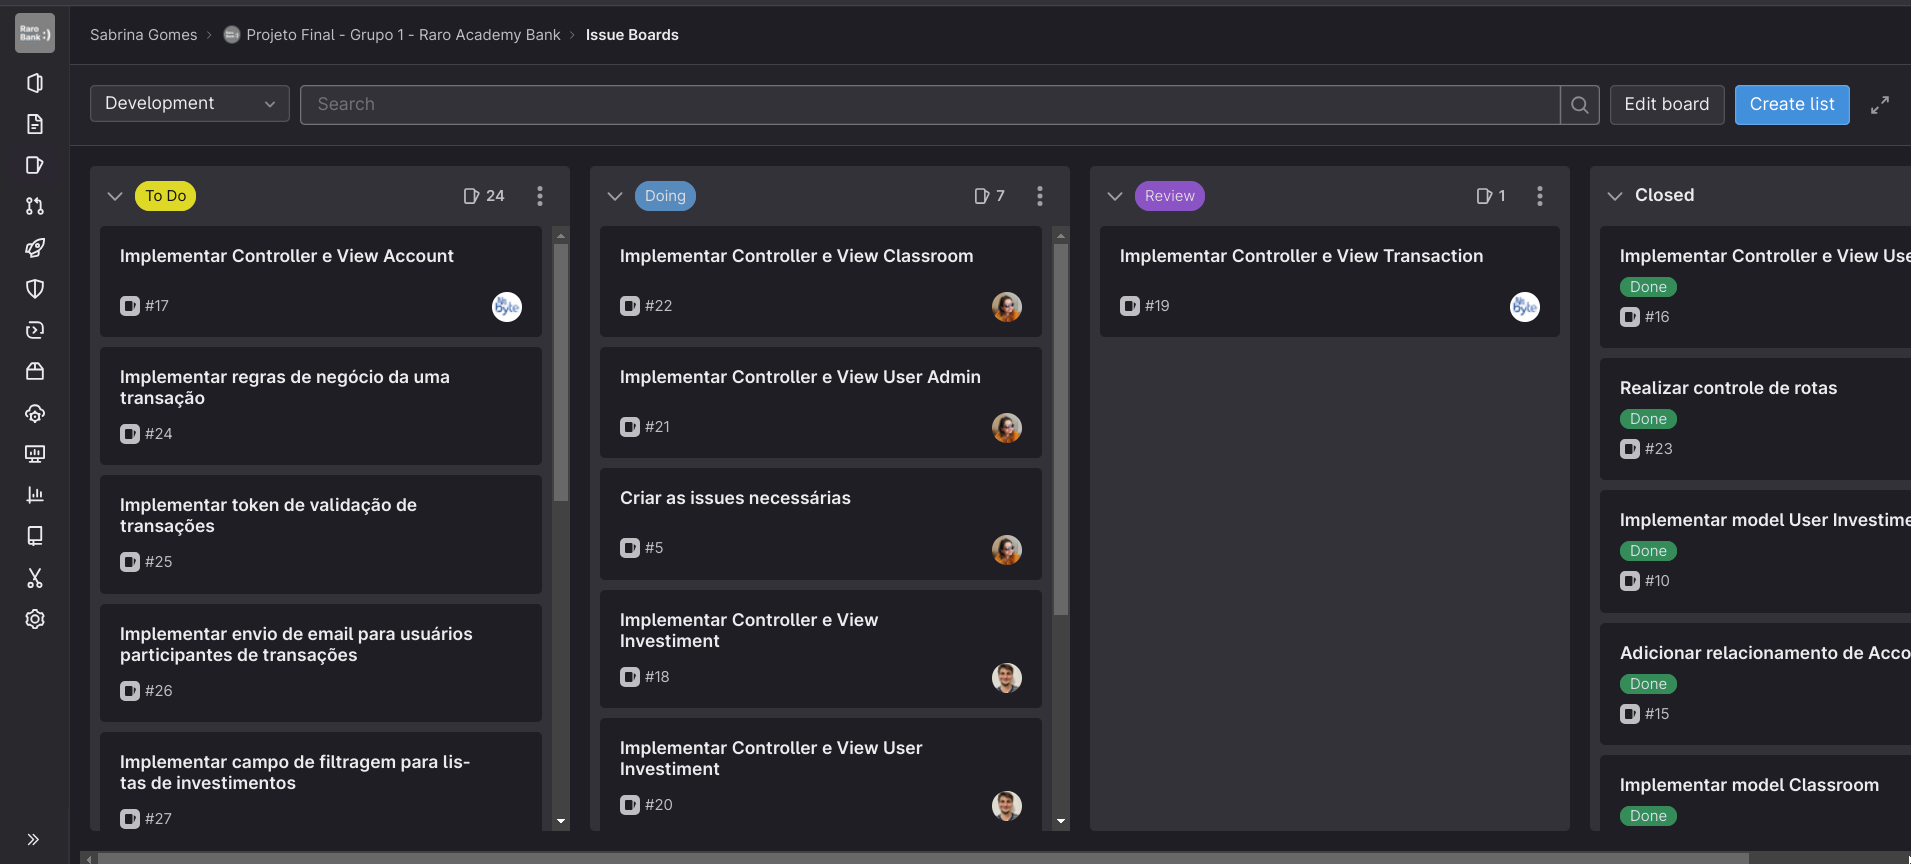 Raro
Bank :)
Sabrina Gomes
Projeto Final - Grupo 1 - Raro Academy Bank
Issue Boards
Development
Search
Edit board
Create list
To Do
24
Implementar Controller e View Account
#17
byte
Implementar regras de negócio da uma
transação
#24
Implementar token de validação de
transações
#25
Implementar envio de email para usuários
participantes de transações
#26
Implementar campo de filtragem para lis-
tas de investimentos
#27
Doing
7
Implementar Controller e View Classroom
#22
Implementar Controller e View User Admin
#21
Criar as issues necessárias
#5
Implementar Controller e View
Investiment
#18
Implementar Controller e View User
Investiment
#20
Review
1
Implementar Controller e View Transaction
#19
byte
Closed
Implementar Controller e View Use
Done
#16
Realizar controle de rotas
Done
#23
Implementar model User Investime
Done
#10
Adicionar relacionamento de Acco
Done
#15
Implementar model Classroom
Done